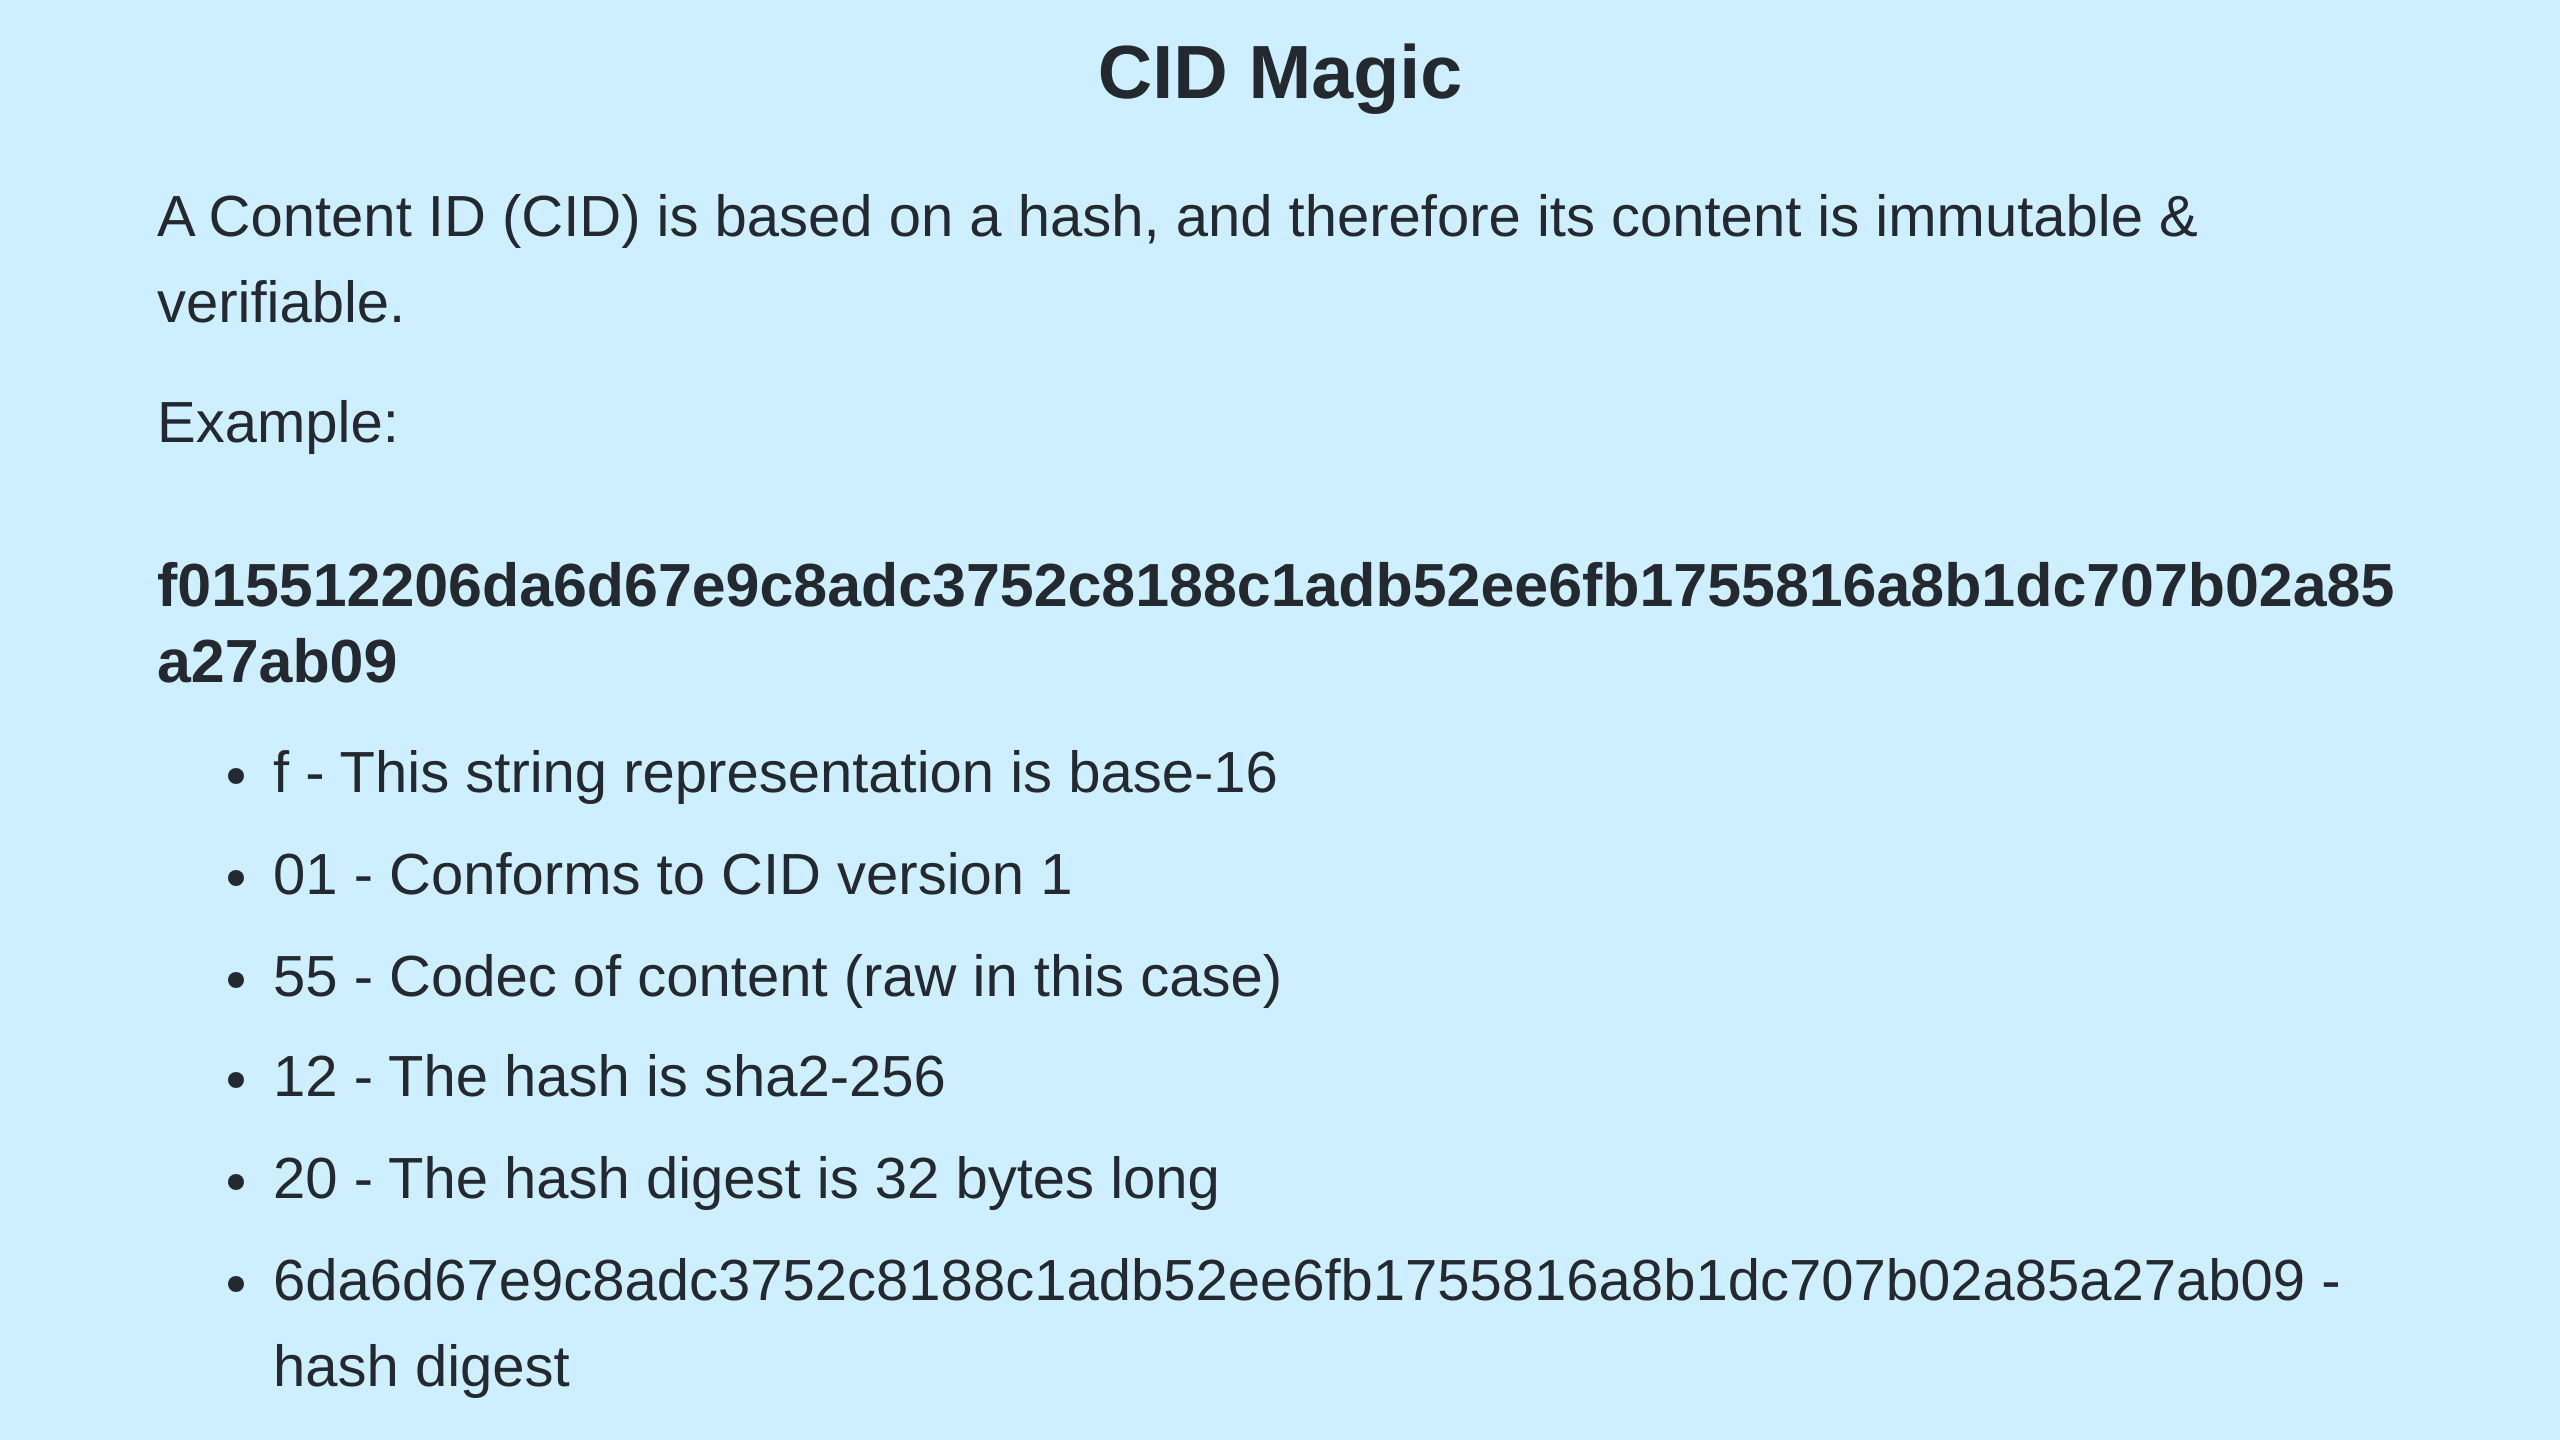 CID Magic
A Content ID (CID) is based on a hash, and therefore its content is immutable &
verifiable.
Example:
f015512206da6d67e9c8adc3752c8188c1adb52ee6fb1755816a8b1dc707b02a85
a27ab09
• f - This string representation is base-16
• 01 - Conforms to CID version 1
• 55 - Codec of content (raw in this case)
• 12 - The hash is sha2-256
• 20 - The hash digest is 32 bytes long
• 6da6d67e9c8adc3752c8188c1adb52ee6fb1755816a8b1dc707b02a85a27ab09 -
hash digest